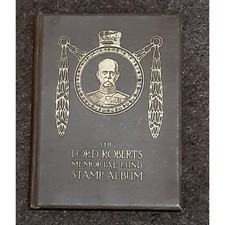 THE
LORD ROBERTS
MEMORIAL FUND
STAMP ALBUM